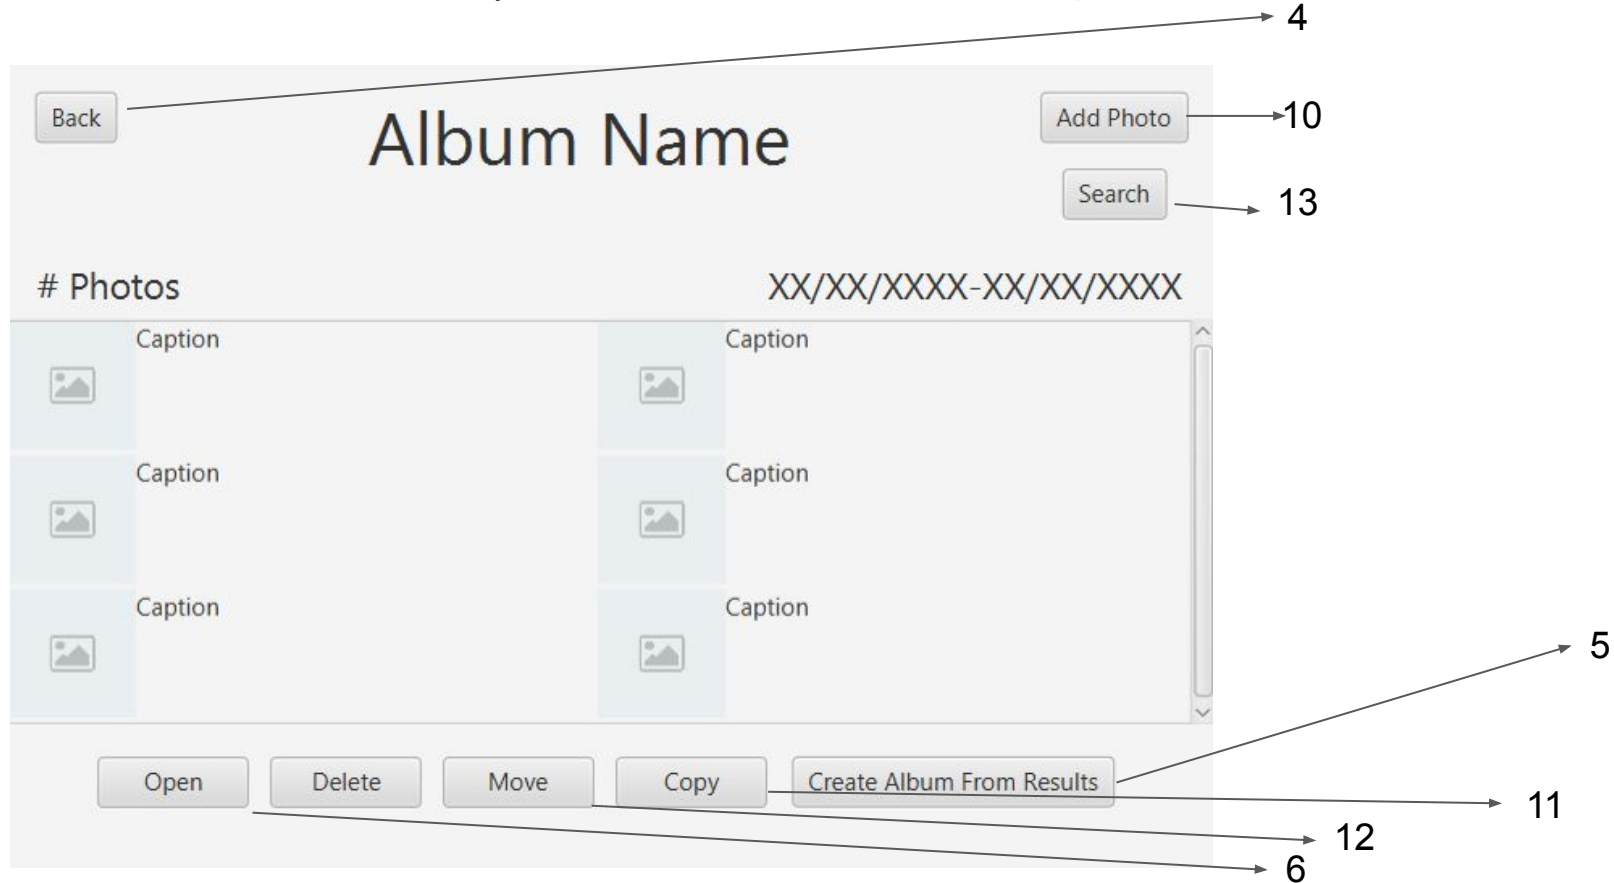 4
Back
Album Name
Add Photo
10
Search
13
# Photos
XX/XX/XXXX-XX/XX/XXXX
Caption
Caption
Caption
Caption
Caption
Caption
5
Open
Delete
Move
Copy
Create Album From Results
11
12
6